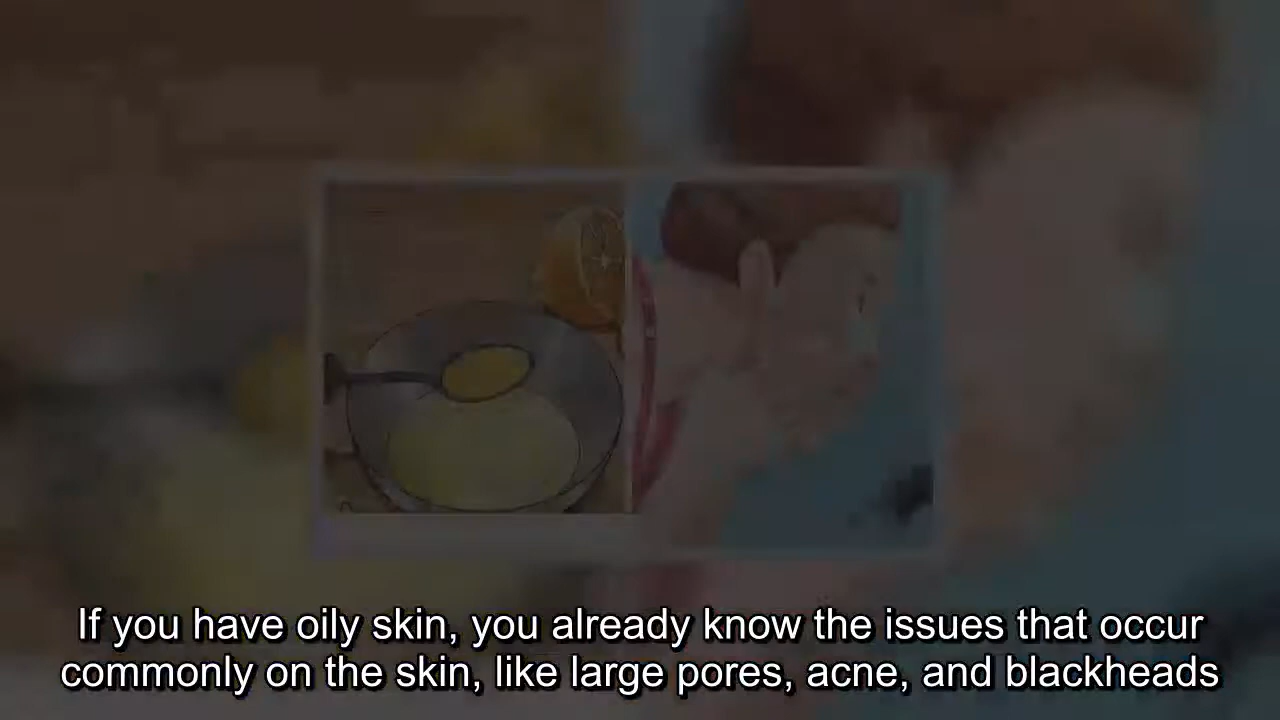 If you have oily skin, you already know the issues that occur
commonly on the skin, like large pores, acne, and blackheads